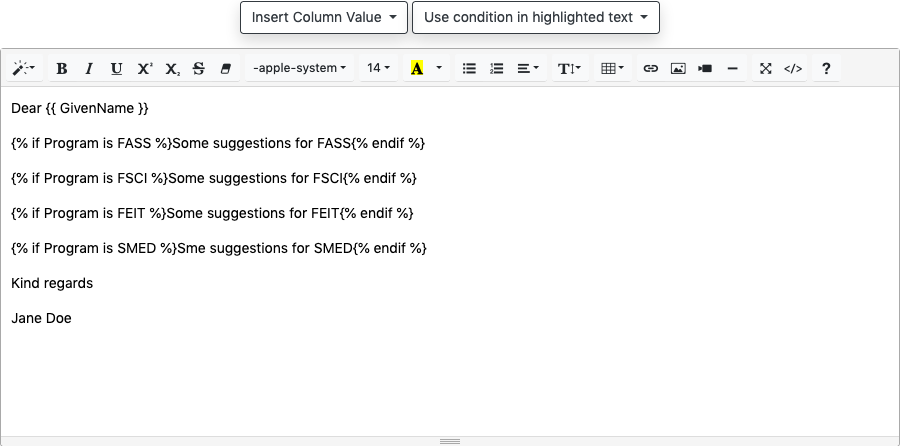 Insert Column Value Use condition in highlighted text
B I U X² X₂ S -apple-system 14 A TI </> ?
Dear {{ GivenName }}
{% if Program is FASS %}Some suggestions for FASS{% endif %}
{% if Program is FSCI %}Some suggestions for FSCI{% endif %}
{% if Program is FEIT %}Some suggestions for FEIT{% endif %}
{% if Program is SMED %}Sme suggestions for SMED{% endif %}
Kind regards
Jane Doe